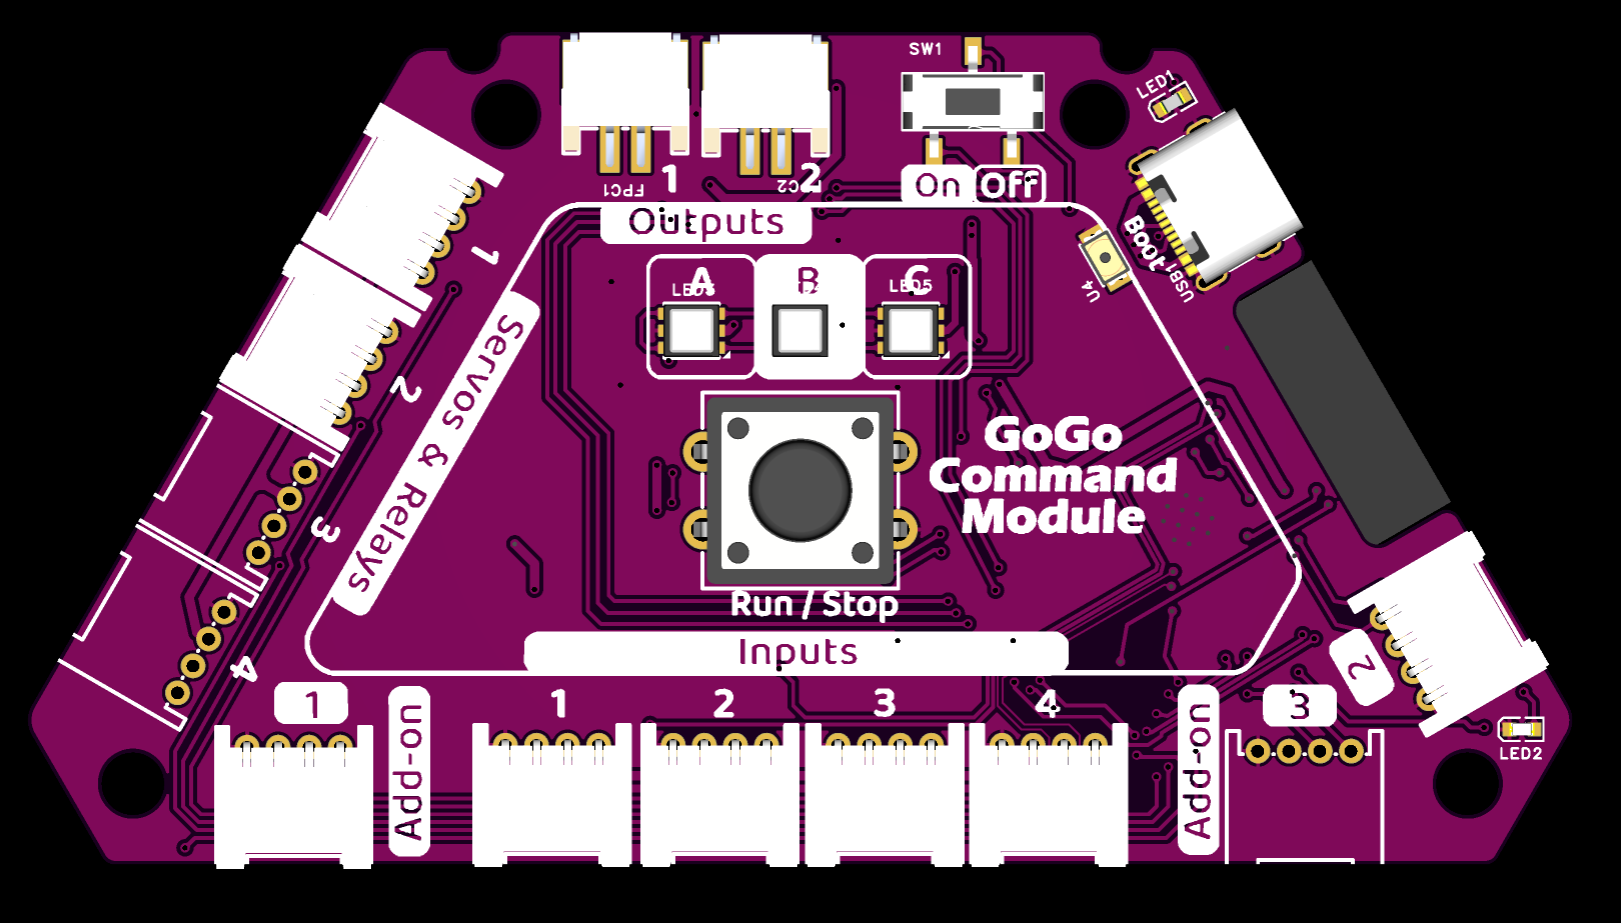 SW1
LED1
1
2
FPC1
On
Off
Outputs
Boot
USB1
U4
A
B
C
LED5
1
2
3
4
Servos & Relays
GoGo
Command
Module
Run / Stop
Inputs
1
Add-on
1
2
3
4
Add-on
3
2
LED2